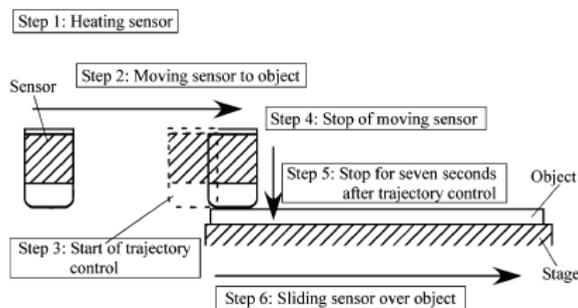 Step 1: Heating sensor
Step 2: Moving sensor to object
Sensor
Step 4: Stop of moving sensor
Step 5: Stop for seven seconds
after trajectory control
Object
Step 3: Start of trajectory
control
Stage
Step 6: Sliding sensor over object